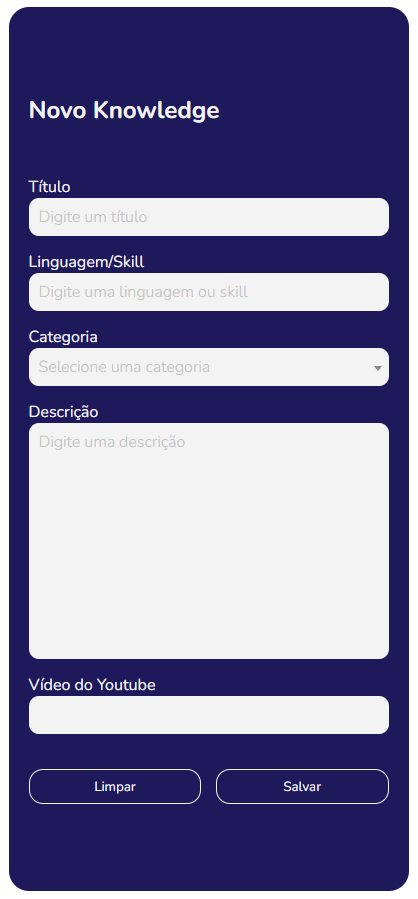 Novo Knowledge
Título
Digite um título
Linguagem/Skill
Digite uma linguagem ou skill
Categoria
Selecione uma categoria
Descrição
Digite uma descrição
Vídeo do Youtube
Limpar
Salvar